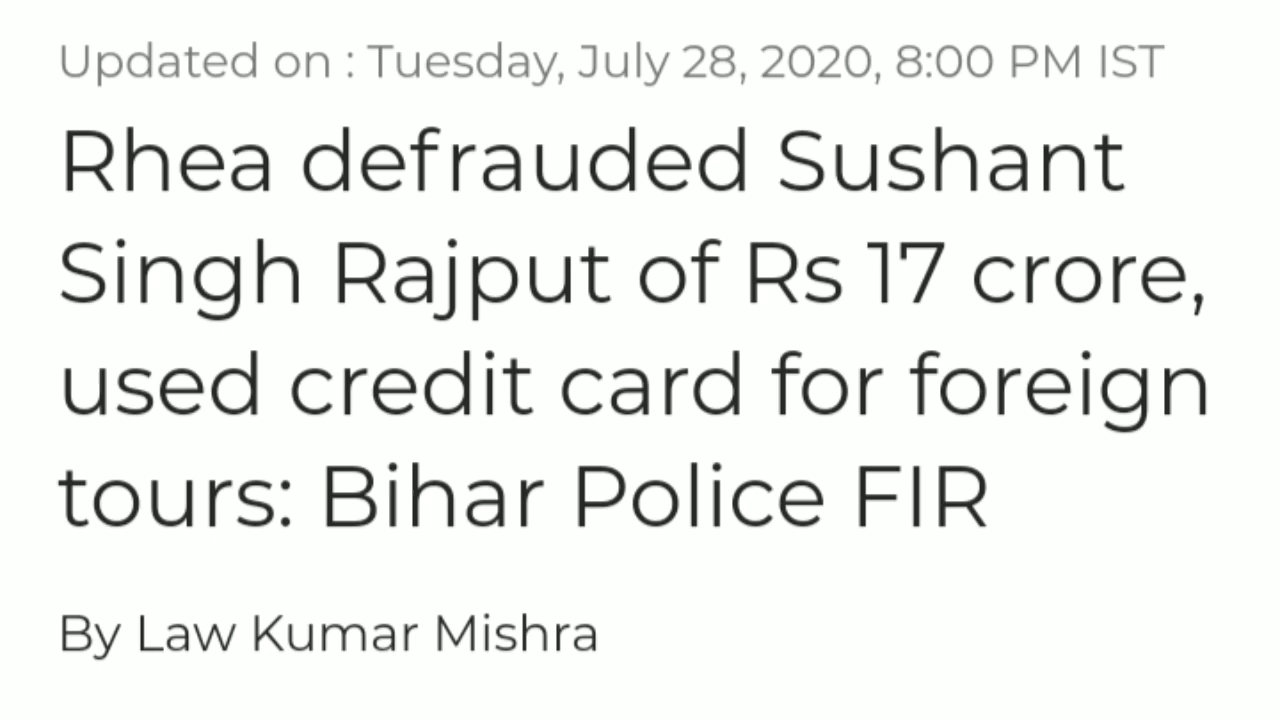 Updated on : Tuesday, July 28, 2020, 8:00 PM IST
Rhea defrauded Sushant
Singh Rajput of Rs 17 crore,
used credit card for foreign
tours: Bihar Police FIR
By Law Kumar Mishra